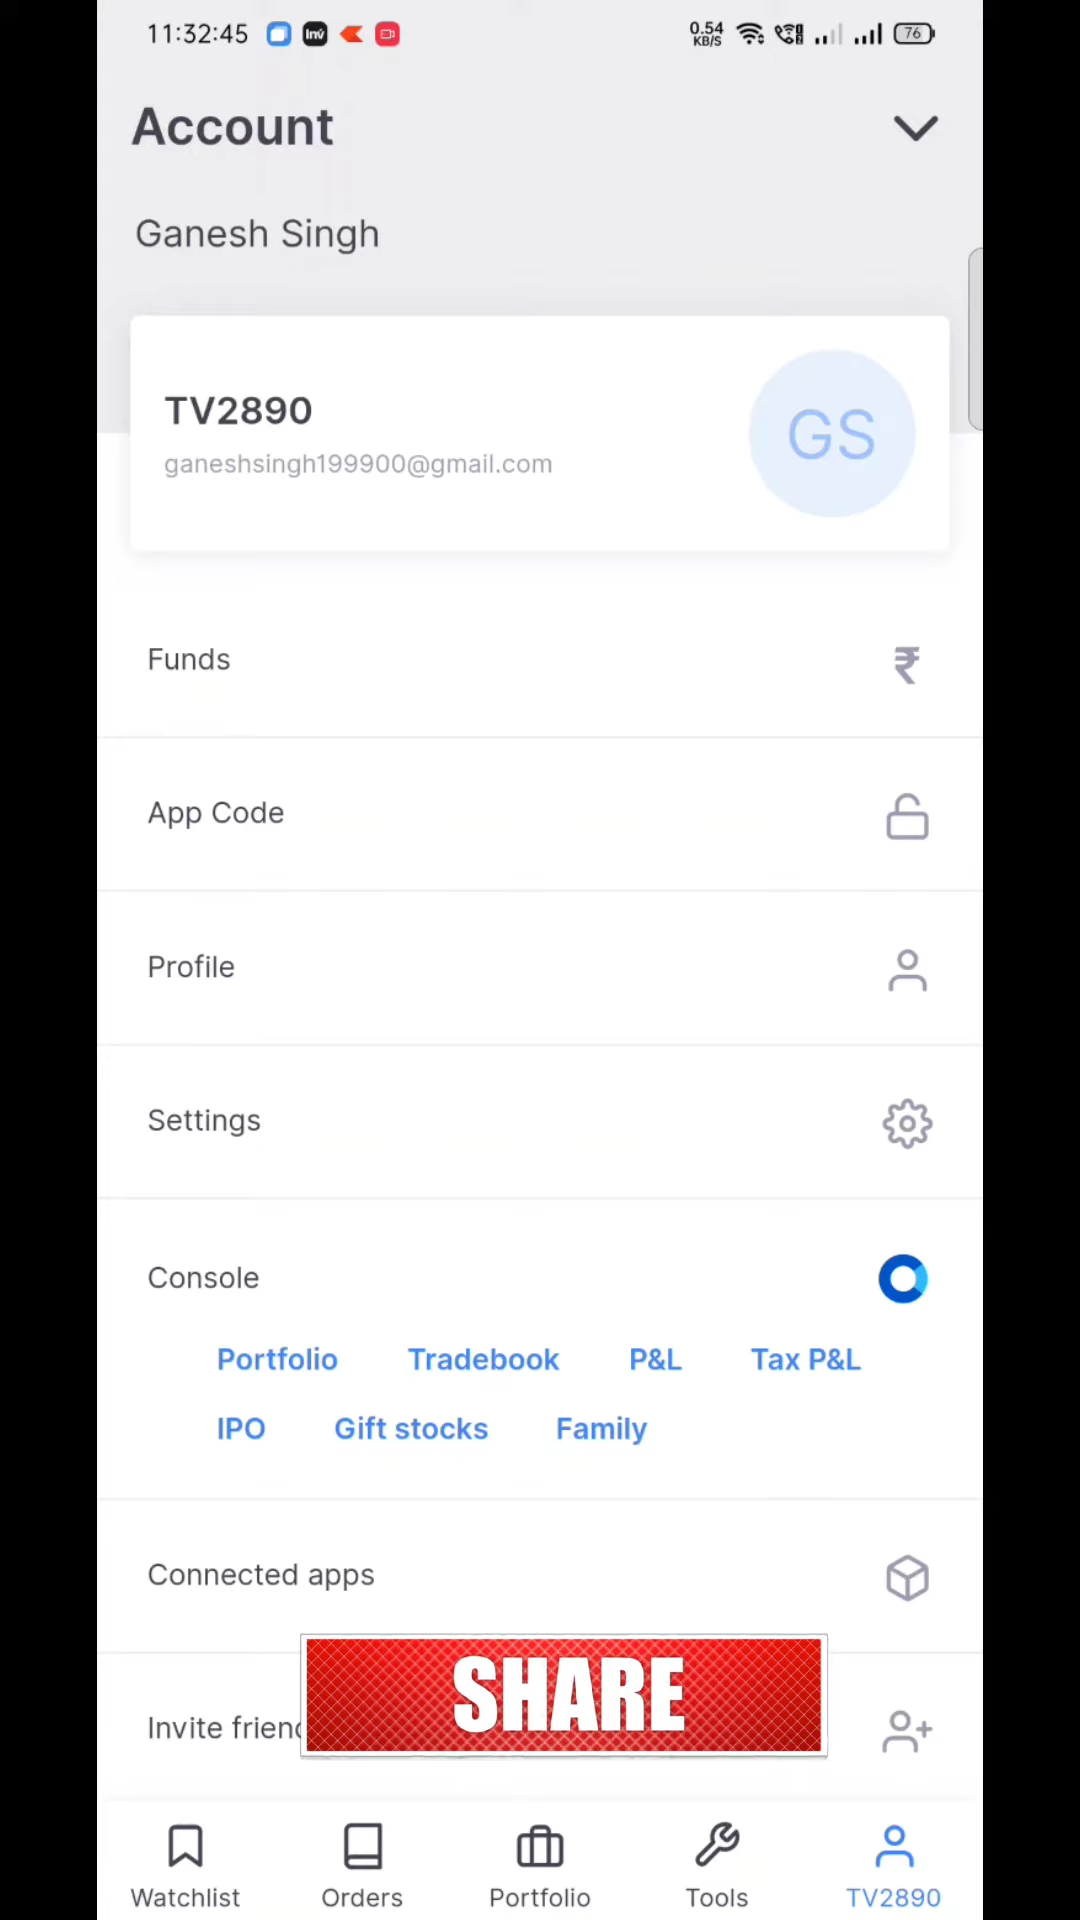 11:32:45 Inv 0.54 KB/S 76
Account
Ganesh Singh
TV2890
ganeshsingh199900@gmail.com
GS
Funds ₹
App Code
Profile
Settings
Console
Portfolio Tradebook P&L Tax P&L
IPO Gift stocks Family
Connected apps
SHARE
Invite frien
Watchlist Orders Portfolio Tools TV2890